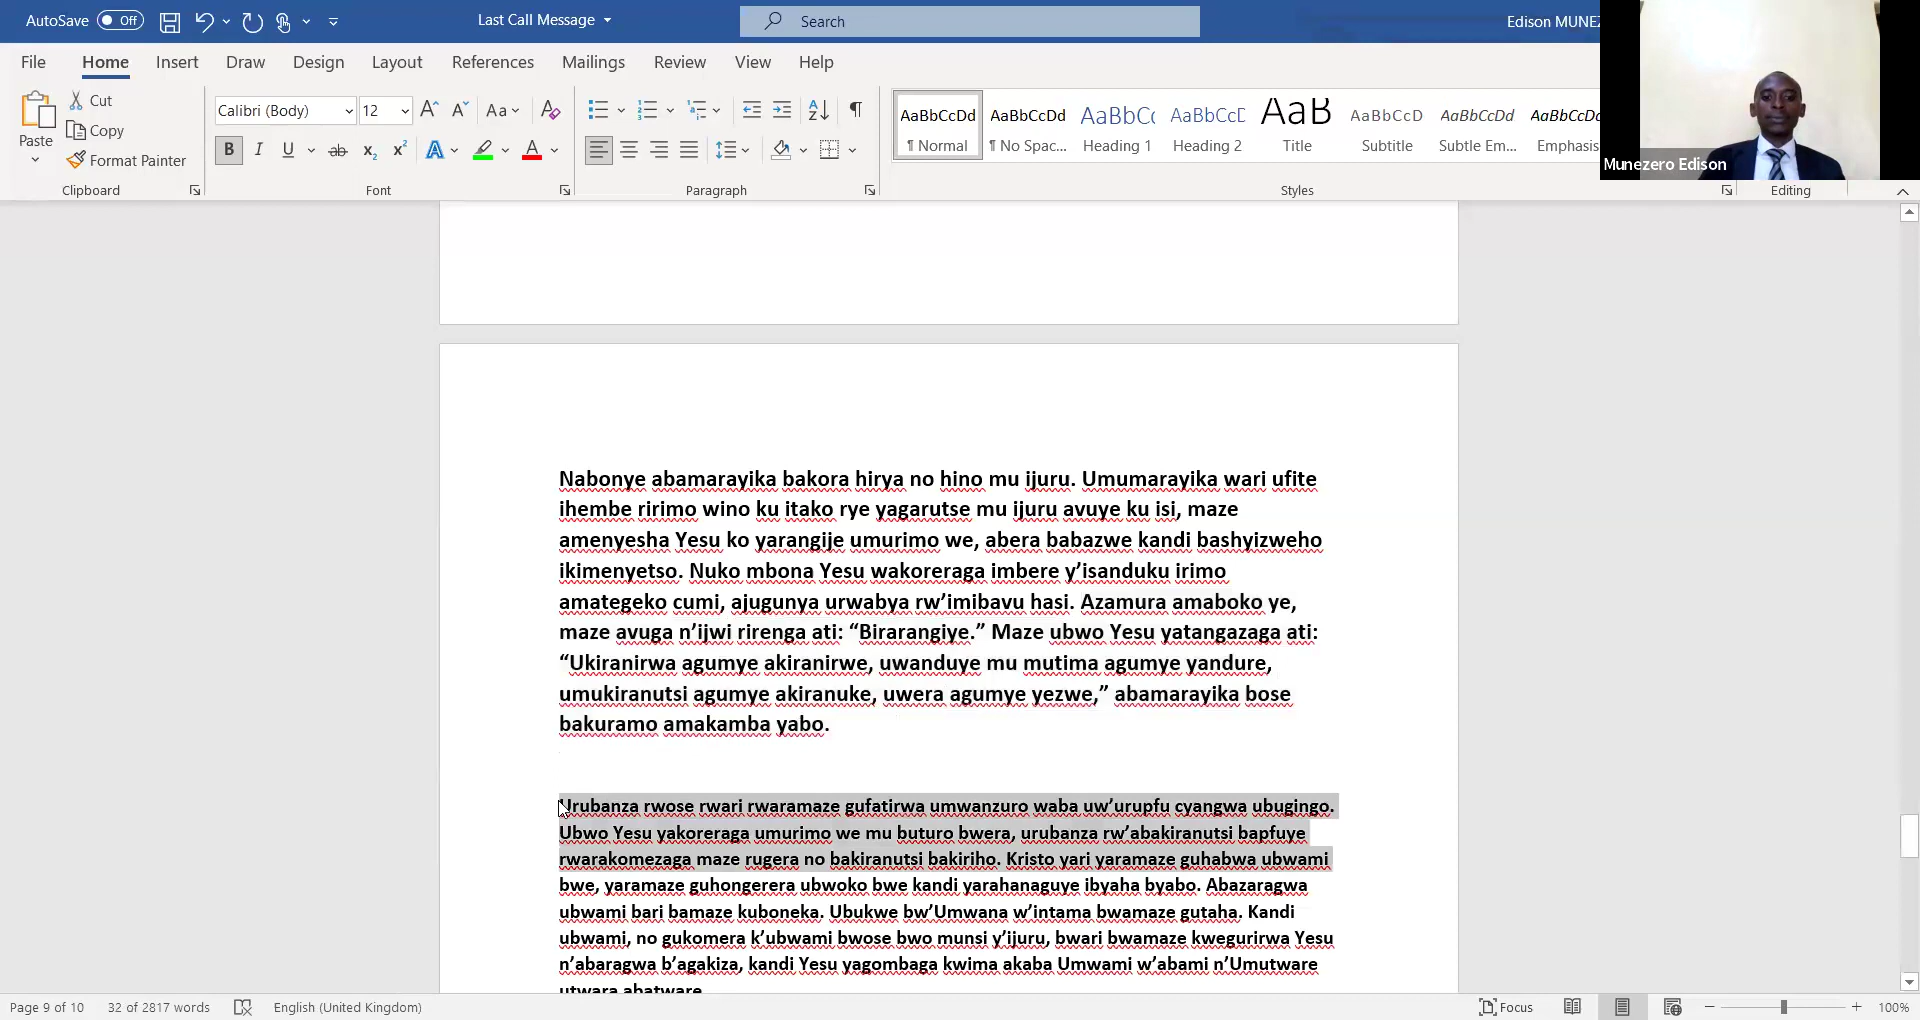 AutoSave Off
Last Call Message
Search
Edison MUNEZ
File Home Insert Draw Design Layout References Mailings Review View Help
Munezero Edison
Paste
Cut
Copy
Format Painter
Clipboard
Calibri (Body) 12
Font
Paragraph
AaBbCcDd ¶ Normal
AaBbCcDd ¶ No Spac...
AaBbCc Heading 1
AaBbCcD Heading 2
AaB Title
AaBbCcD Subtitle
AaBbCcDd Subtle Em...
AaBbCcDd Emphasis
Styles
Editing
Nabonye abamarayika bakora hirya no hino mu ijuru. Umumarayika wari ufite
ihembe ririmo wino ku itako rye yagarutse mu ijuru avuye ku isi, maze
amenyesha Yesu ko yarangije umurimo we, abera babazwe kandi bashyizweho
ikimenyetso. Nuko mbona Yesu wakoreraga imbere y’isanduku irimo
amategeko cumi, ajugunya urwabya rw’imibavu hasi. Azamura amaboko ye,
maze avuga n’ijwi rirenga ati: “Birarangiye.” Maze ubwo Yesu yatangazaga ati:
“Ukiranirwa agumye akiranirwe, uwanduye mu mutima agumye yandure,
umukiranutsi agumye akiranuke, uwera agumye yezwe,” abamarayika bose
bakuramo amakamba yabo.
Urubanza rwose rwari rwaramaze gufatirwa umwanzuro waba uw’urupfu cyangwa ubugingo.
Ubwo Yesu yakoreraga umurimo we mu buturo bwera, urubanza rw’abakiranutsi bapfuye
rwarakomezaga maze rugera no bakiranutsi bakiriho. Kristo yari yaramaze guhabwa ubwami
bwe, yaramaze guhongerera ubwoko bwe kandi yarahanaguye ibyaha byabo. Abazaragwa
ubwami bari bamaze kuboneka. Ubukwe bw’Umwana w’intama bwamaze gutaha. Kandi
ubwami, no gukomera k’ubwami bwose bwo munsi y’ijuru, bwari bwamaze kwegurirwa Yesu
n’abaragwa b’agakiza, kandi Yesu yagombaga kwima akaba Umwami w’abami n’Umutware
utwara abatware.
Page 9 of 10 32 of 2817 words English (United Kingdom) Focus 100%